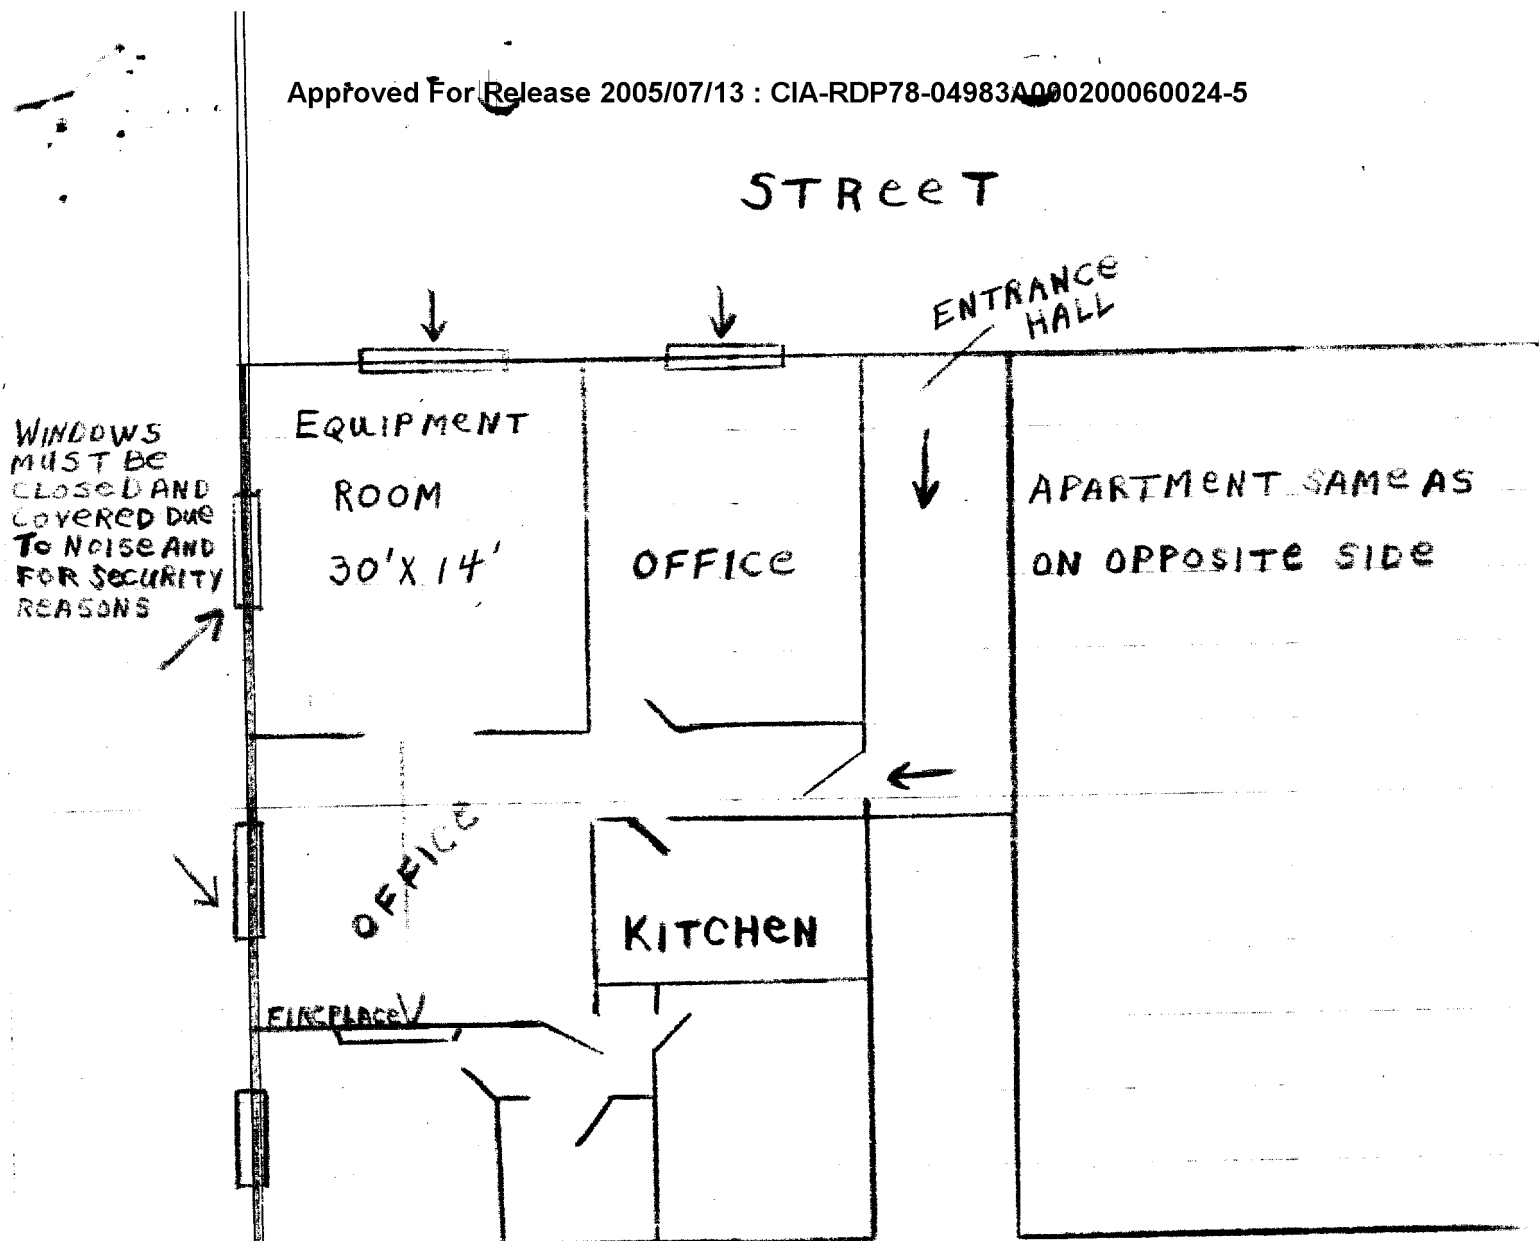 Approved For Release 2005/07/13 : CIA-RDP78-04983A000200060024-5
STReeT
ENTRANCe
HALL
WINDOWS
MUST Be
CLOSeD AND
COVERED Due
To NOISe AND
FOR SeCURITY
REASONS
EQUIPMeNT
ROOM
30'X 14'
OFFICe
APARTMeNT SAMe AS
ON OPPOSITe SIDe
OFFICe
KITCHeN
FIREPLACe